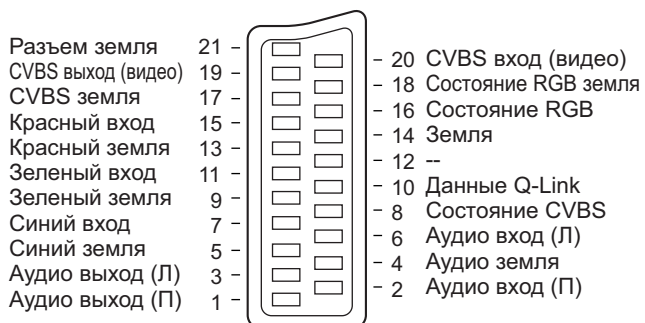 Разъем земля 21
CVBS выход (видео) 19
CVBS земля 17
Красный вход 15
Красный земля 13
Зеленый вход 11
Зеленый земля 9
Синий вход 7
Синий земля 5
Аудио выход (Л) 3
Аудио выход (П) 1
20 CVBS вход (видео)
18 Состояние RGB земля
16 Состояние RGB
14 Земля
12 --
10 Данные Q-Link
8 Состояние CVBS
6 Аудио вход (Л)
4 Аудио земля
2 Аудио вход (П)